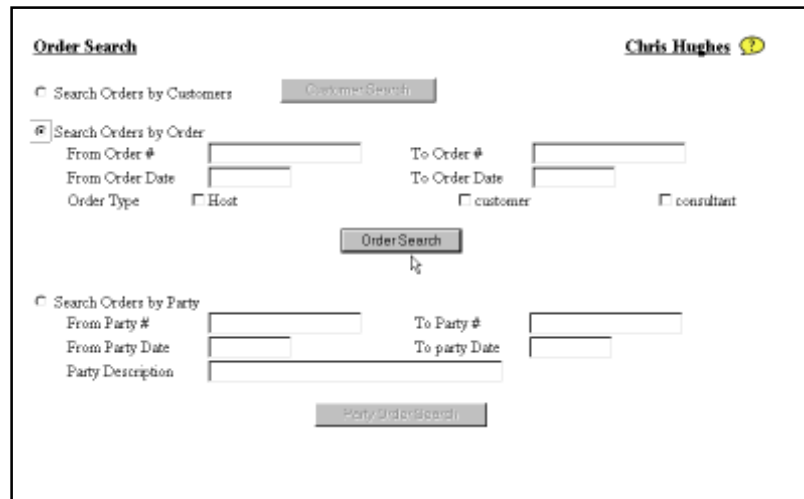 Order Search Chris Hughes ?
Search Orders by Customers Customer Search
Search Orders by Order
From Order # To Order #
From Order Date To Order Date
Order Type Host customer consultant
Order Search
Search Orders by Party
From Party # To Party #
From Party Date To party Date
Party Description
Party Order Search